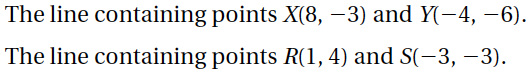 The line containing points X(8, −3) and Y(−4, −6).
The line containing points R(1, 4) and S(−3, −3).